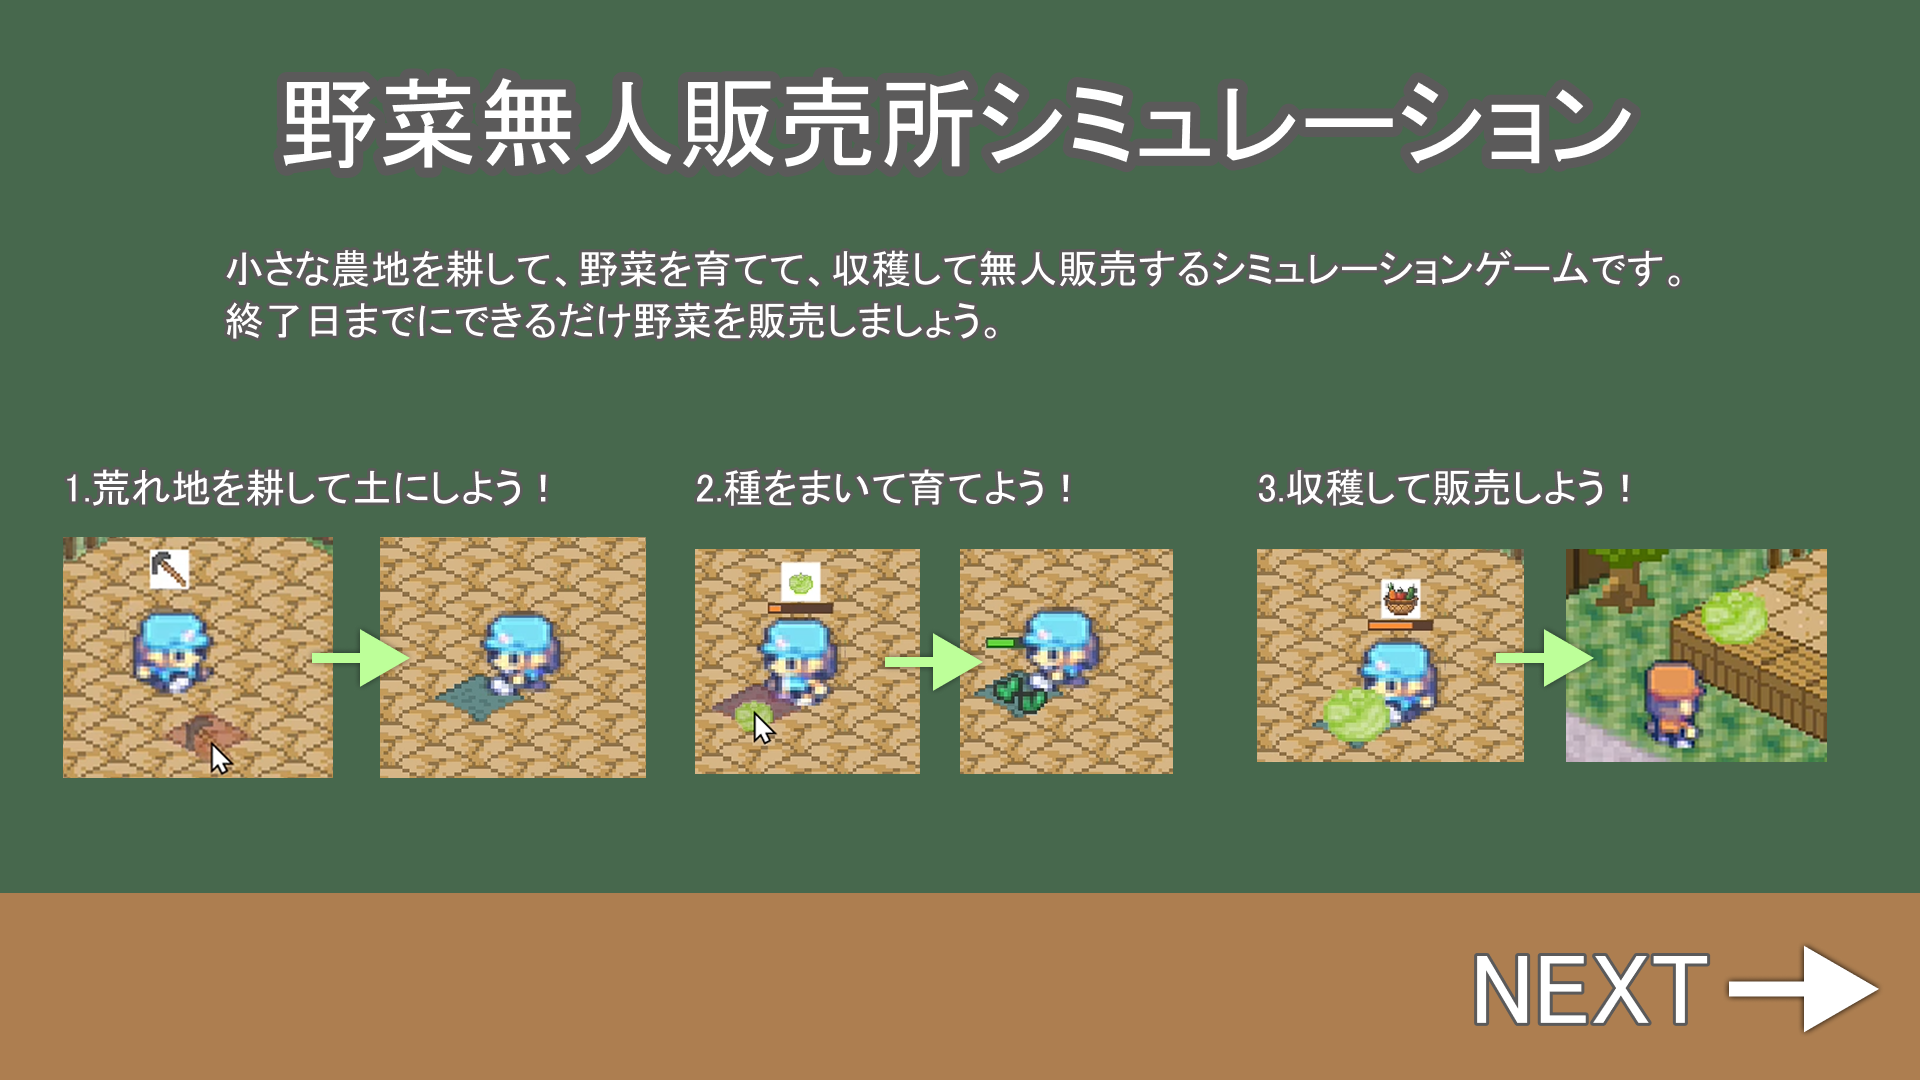 野菜無人販売所シミュレーション
小さな農地を耕して、野菜を育てて、収穫して無人販売するシミュレーションゲームです。
終了日までにできるだけ野菜を販売しましょう。
1.荒れ地を耕して土にしよう！
2.種をまいて育てよう！
3.収穫して販売しよう！
NEXT